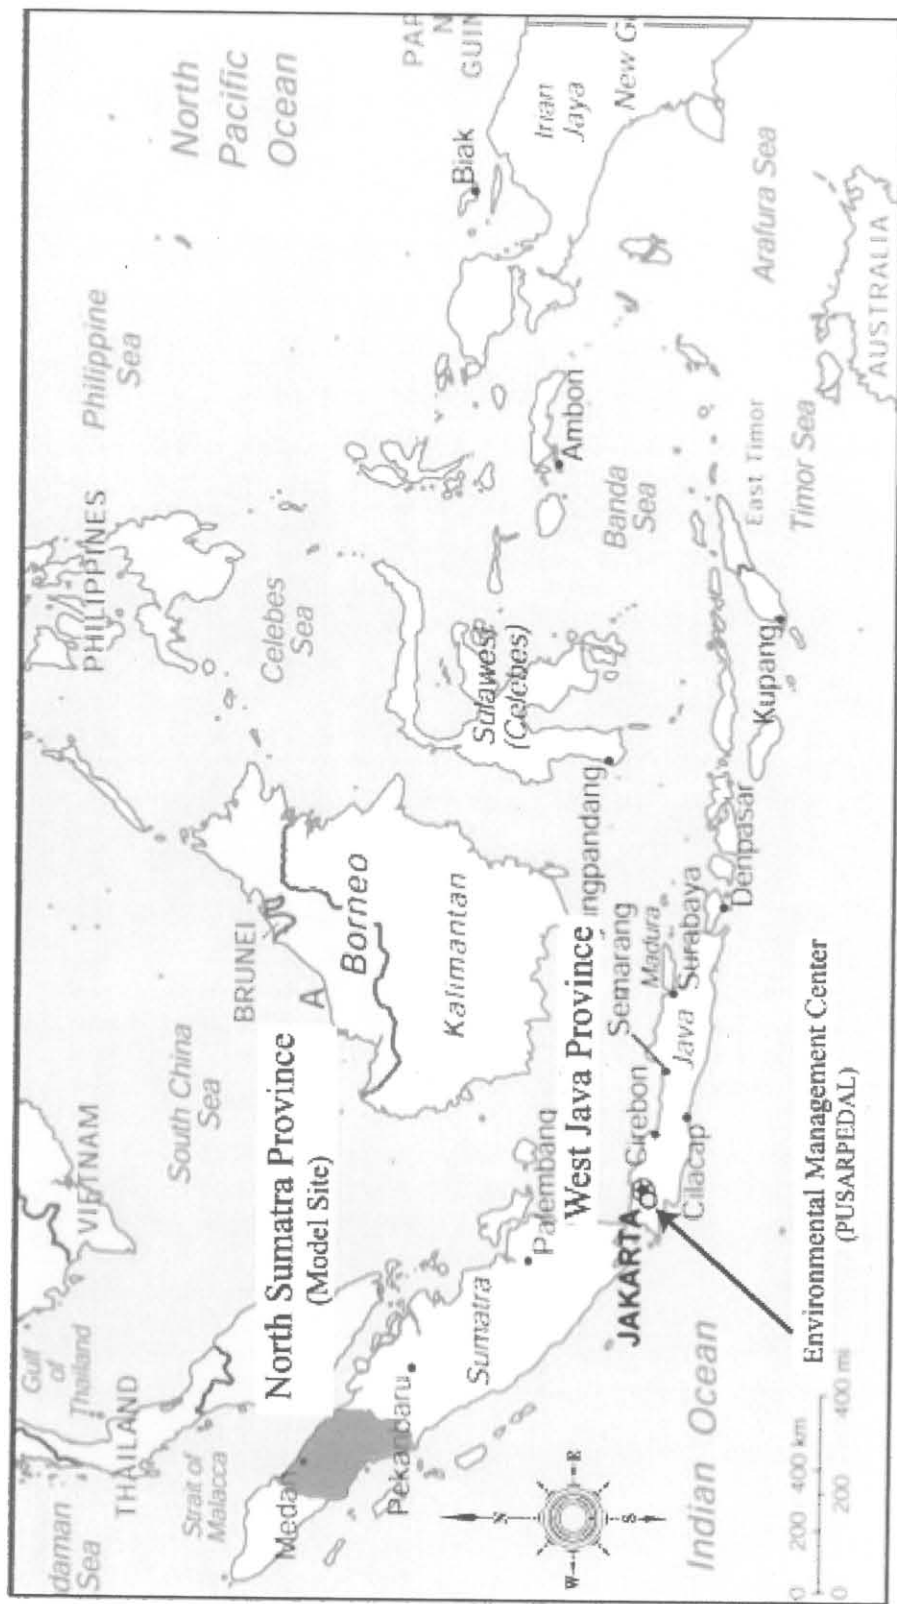 daman
Sea
Gulf
of
Thailand
THAILAND
VIETNAM
PHILIPPINES
Philippine
Sea
North
Pacific
Ocean
Strait of
Malacca
South China
Sea
BRUNEI
Celebes
Sea
Medan
North Sumatra Province
(Model Site)
A
Borneo
Kalimantan
Pekanbaru
Sumatra
Palembang
Sulawesi
(Celebes)
Biak
PAP
N
GUIN
Irian
Jaya
New G
Ambon
Banda
Sea
West Java Province
ngpandang
JAKARTA
Cirebon
Semarang
Madura
Java
Surabaya
Cilacap
Denpasar
Kupang
East Timor
Timor Sea
Arafura Sea
AUSTRALIA
Indian Ocean
N
W
E
S
Environmental Management Center
(PUSARPEDAL)
0 200 400 km
0 200 400 mi